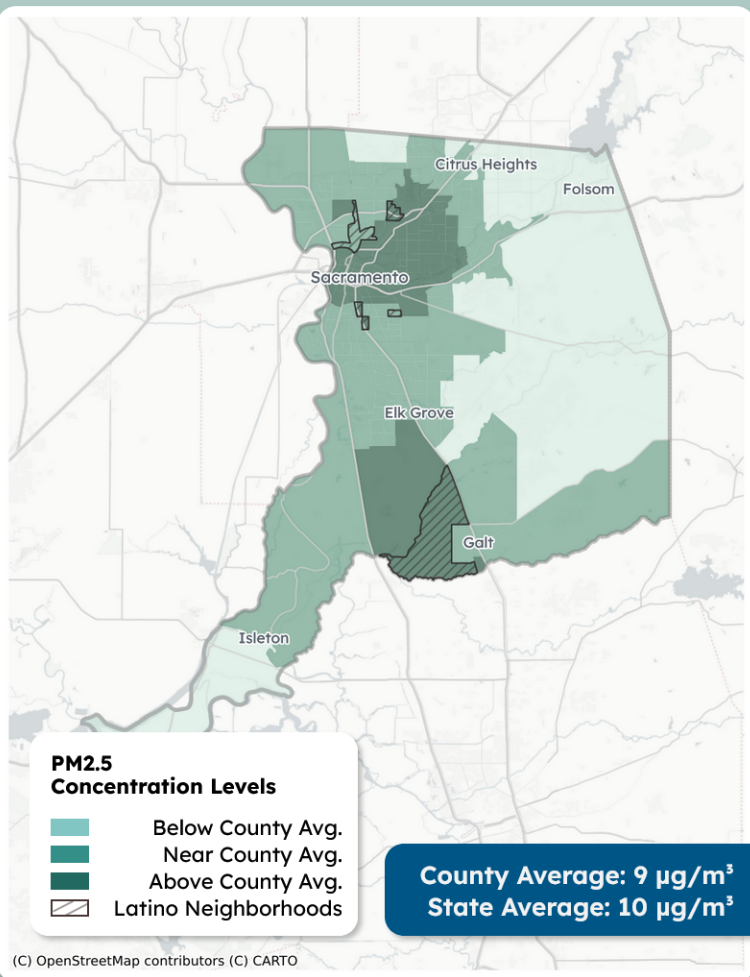 Citrus Heights
Folsom
Sacramento
Elk Grove
Galt
Isleton
PM2.5
Concentration Levels
Below County Avg.
Near County Avg.
Above County Avg.
Latino Neighborhoods
County Average: 9 µg/m³
State Average: 10 µg/m³
(C) OpenStreetMap contributors (C) CARTO